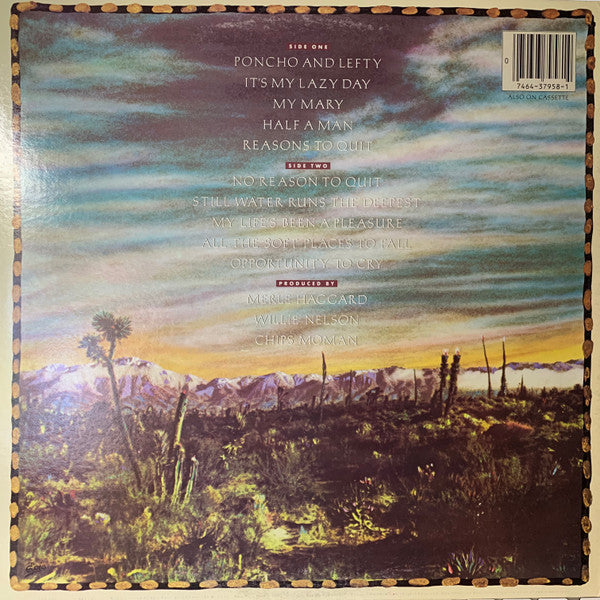 SIDE ONE
PONCHO AND LEFTY
IT'S MY LAZY DAY
MY MARY
HALF A MAN
REASONS TO QUIT
SIDE TWO
NO REASON TO QUIT
STILL WATER RUNS THE DEEPEST
MY LIFE'S BEEN A PLEASURE
ALL THE SOFT PLACES TO FALL
OPPORTUNITY TO CRY
PRODUCED BY
MERLE HAGGARD
WILLIE NELSON
CHIPS MOMAN
0
7464-37958-1
ALSO ON CASSETTE